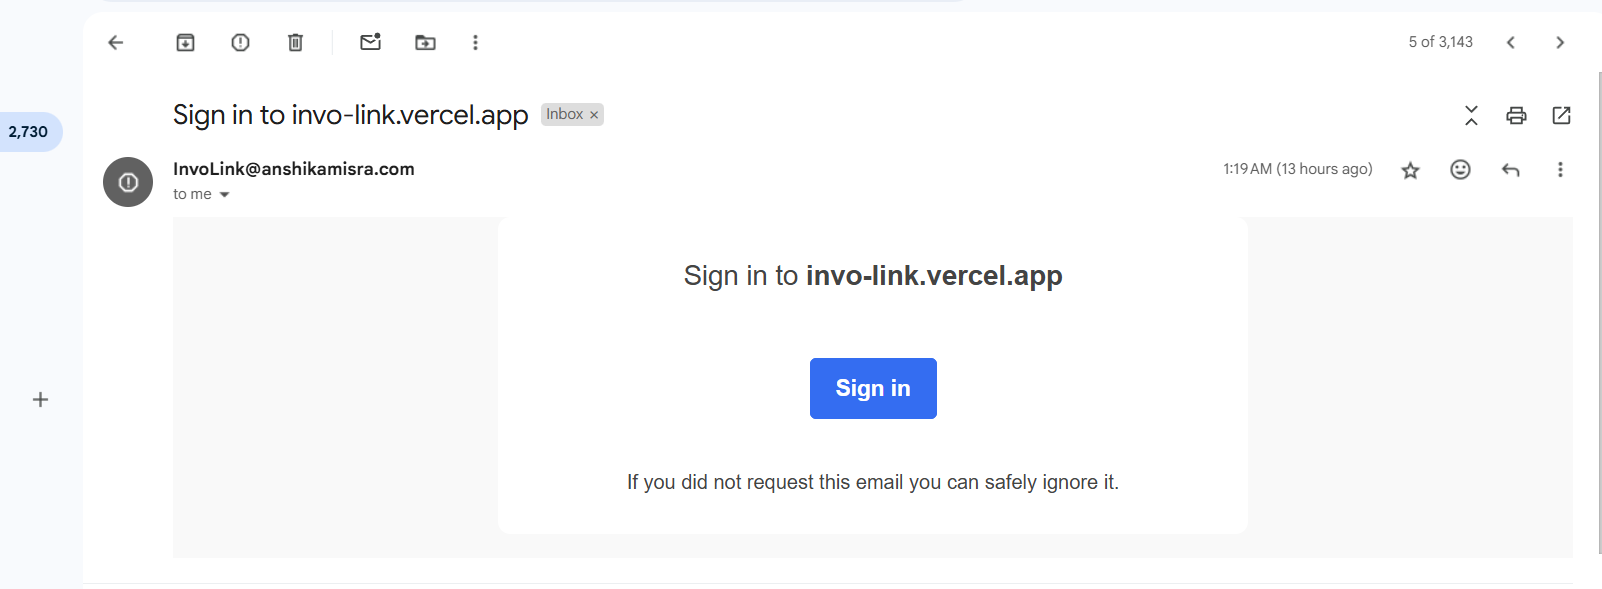 5 of 3,143
Sign in to invo-link.vercel.app
Inbox ×
2,730
InvoLink@anshikamisra.com
1:19 AM (13 hours ago)
to me
Sign in to invo-link.vercel.app
Sign in
If you did not request this email you can safely ignore it.